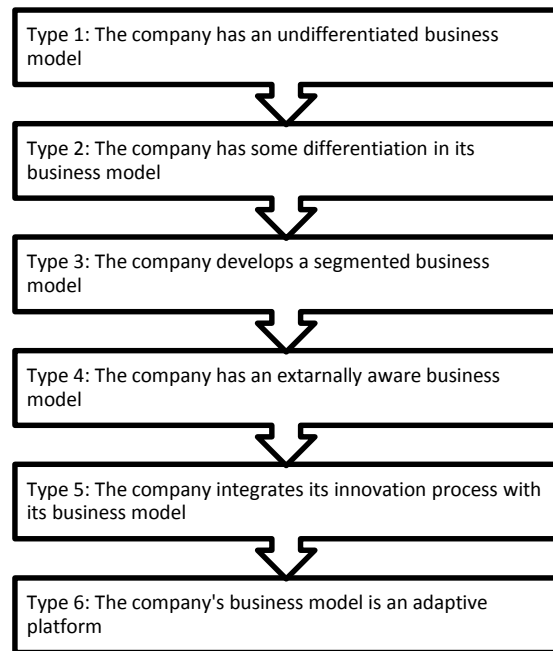 Type 1: The company has an undifferentiated business
model
Type 2: The company has some differentiation in its
business model
Type 3: The company develops a segmented business
model
Type 4: The company has an extarnally aware business
model
Type 5: The company integrates its innovation process with
its business model
Type 6: The company's business model is an adaptive
platform